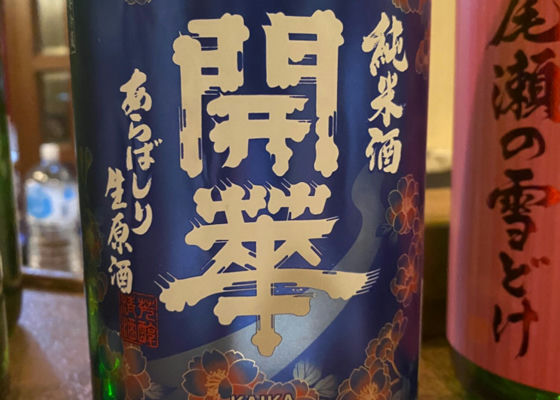 純米酒
開華
あらばしり
生原酒
KAIKA
尾瀬の雪どけ